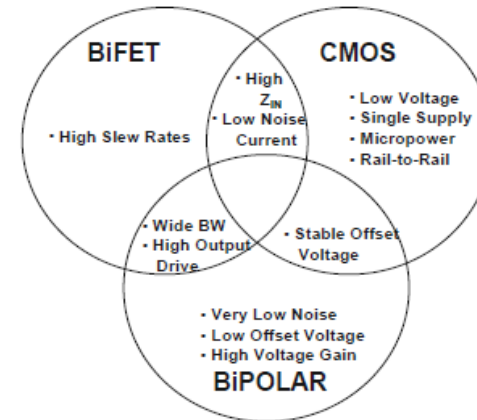 BiFET
CMOS
• High
Z_IN
• Low Noise
Current
• High Slew Rates
• Low Voltage
• Single Supply
• Micropower
• Rail-to-Rail
• Wide BW
• High Output
Drive
• Stable Offset
Voltage
• Very Low Noise
• Low Offset Voltage
• High Voltage Gain
BiPOLAR